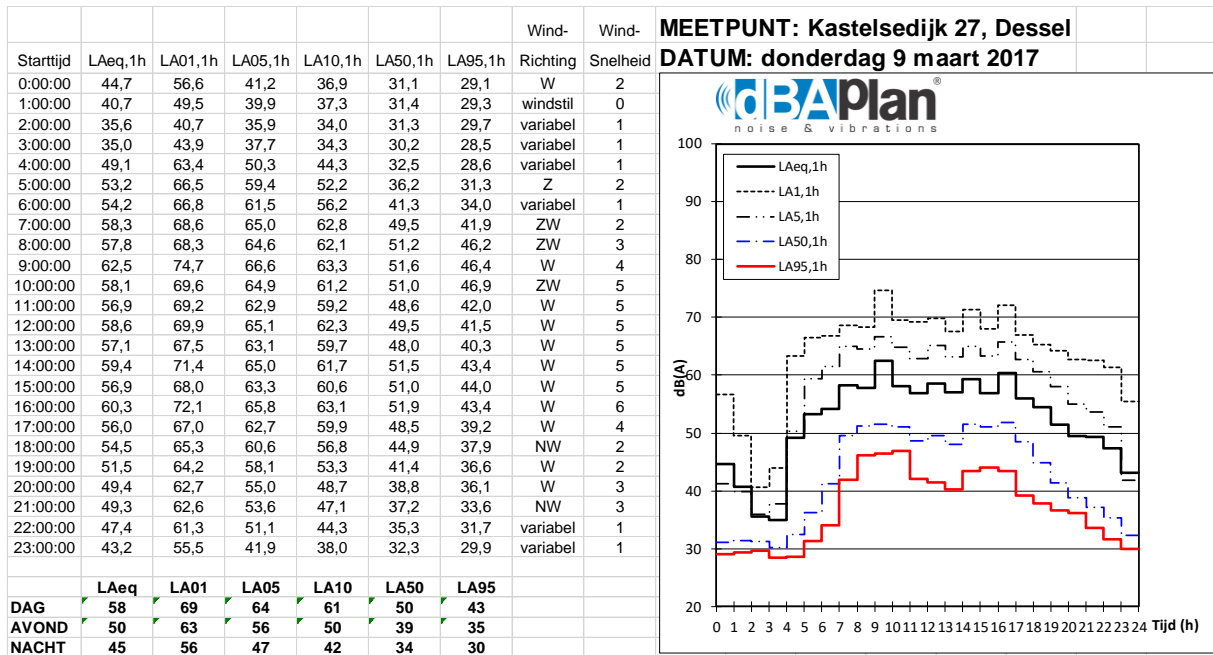 Wind- Wind- MEETPUNT: Kastelsedijk 27, Dessel
Starttijd LAeq,1h LA01,1h LA05,1h LA10,1h LA50,1h LA95,1h Richting Snelheid DATUM: donderdag 9 maart 2017
0:00:00 44,7 56,6 41,2 36,9 31,1 29,1 W 2
1:00:00 40,7 49,5 39,9 37,3 31,4 29,3 windstil 0
2:00:00 35,6 40,7 35,9 34,0 31,3 29,7 variabel 1
3:00:00 35,0 43,9 37,7 34,3 30,2 28,5 variabel 1
4:00:00 49,1 63,4 50,3 44,3 32,5 28,6 variabel 1
5:00:00 53,2 66,5 59,4 52,2 36,2 31,3 Z 2
6:00:00 54,2 66,8 61,5 56,2 41,3 34,0 variabel 1
7:00:00 58,3 68,6 65,0 62,8 49,5 41,9 ZW 2
8:00:00 57,8 68,3 64,6 62,1 51,2 46,2 ZW 3
9:00:00 62,5 74,7 66,6 63,3 51,6 46,4 W 4
10:00:00 58,1 69,6 64,9 61,2 51,0 46,9 ZW 5
11:00:00 56,9 69,2 62,9 59,2 48,6 42,0 W 5
12:00:00 58,6 69,9 65,1 62,3 49,5 41,5 W 5
13:00:00 57,1 67,5 63,1 59,7 48,0 40,3 W 5
14:00:00 59,4 71,4 65,0 61,7 51,5 43,4 W 5
15:00:00 56,9 68,0 63,3 60,6 51,0 44,0 W 5
16:00:00 60,3 72,1 65,8 63,1 51,9 43,4 W 6
17:00:00 56,0 67,0 62,7 59,9 48,5 39,2 W 4
18:00:00 54,5 65,3 60,6 56,8 44,9 37,9 NW 2
19:00:00 51,5 64,2 58,1 53,3 41,4 36,6 W 2
20:00:00 49,4 62,7 55,0 48,7 38,8 36,1 W 3
21:00:00 49,3 62,6 53,6 47,1 37,2 33,6 NW 3
22:00:00 47,4 61,3 51,1 44,3 35,3 31,7 variabel 1
23:00:00 43,2 55,5 41,9 38,0 32,3 29,9 variabel 1
LAeq LA01 LA05 LA10 LA50 LA95
DAG 58 69 64 61 50 43
AVOND 50 63 56 50 39 35
NACHT 45 56 47 42 34 30
dBAPlan®
noise & vibrations
100
90
80
70
60
50
40
30
20
dB(A)
LAeq,1h
LA1,1h
LA5,1h
LA50,1h
LA95,1h
0 1 2 3 4 5 6 7 8 9 10 11 12 13 14 15 16 17 18 19 20 21 22 23 24 Tijd (h)